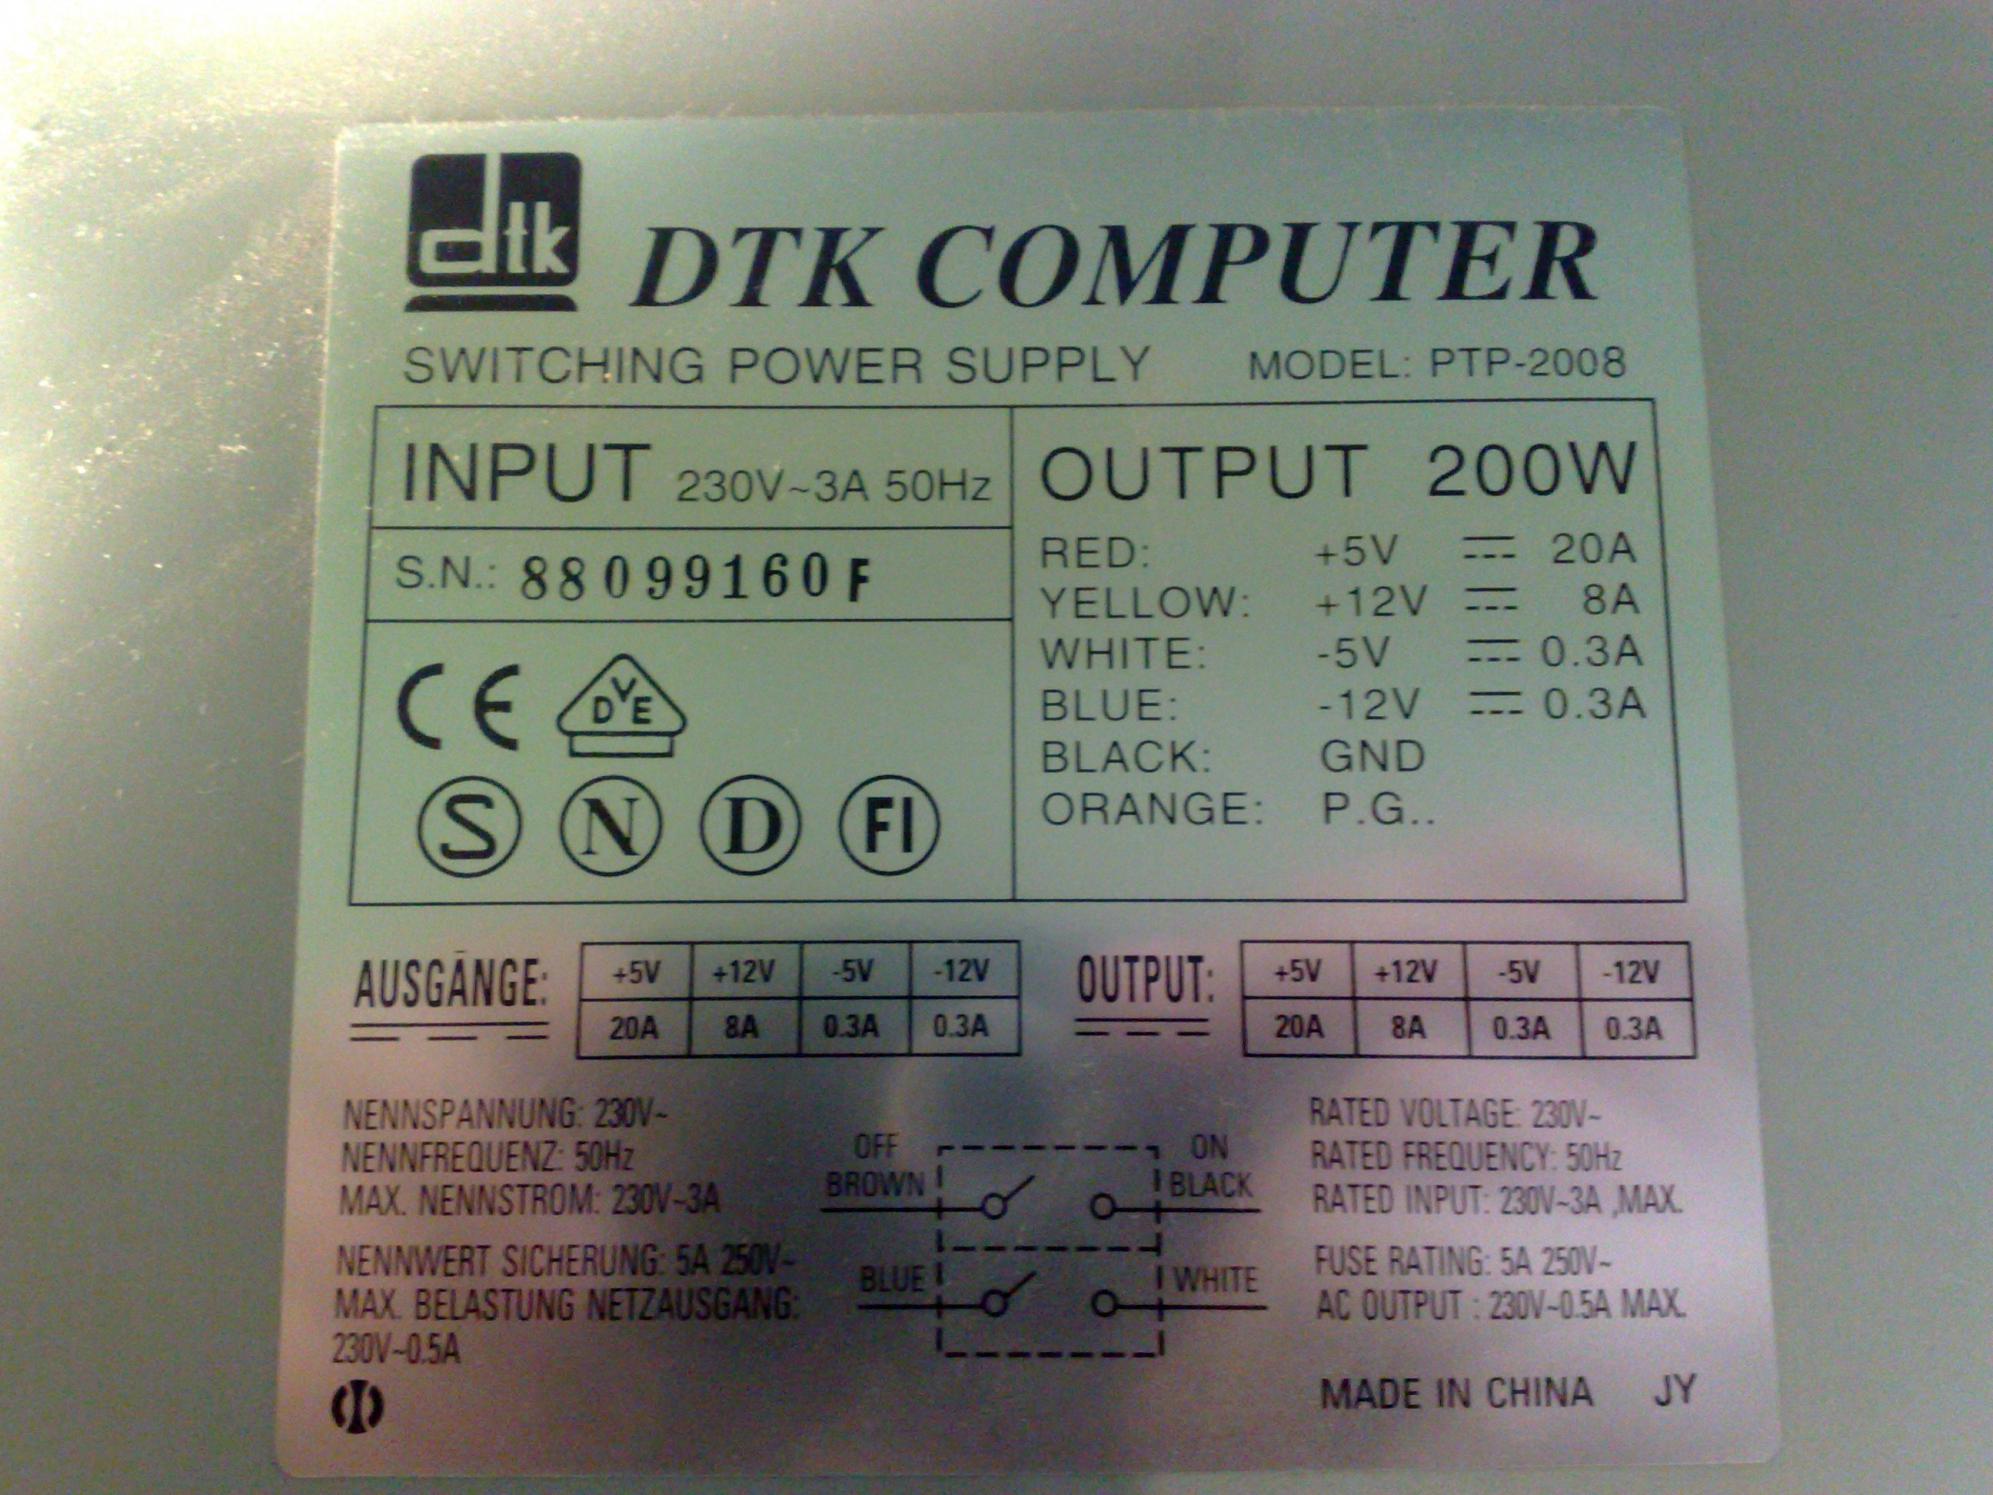 dtk
DTK COMPUTER
SWITCHING POWER SUPPLY MODEL: PTP-2008
INPUT 230V~3A 50Hz
S.N.: 88099160F
CE
DVE
S N D FI
OUTPUT 200W
RED: +5V 20A
YELLOW: +12V 8A
WHITE: -5V 0.3A
BLUE: -12V 0.3A
BLACK: GND
ORANGE: P.G..
AUSGÄNGE: +5V +12V -5V -12V
20A 8A 0.3A 0.3A
OUTPUT: +5V +12V -5V -12V
20A 8A 0.3A 0.3A
NENNSPANNUNG: 230V~
NENNFREQUENZ: 50Hz
MAX. NENNSTROM: 230V~3A
NENNWERT SICHERUNG: 5A 250V~
MAX. BELASTUNG NETZAUSGANG:
230V~0.5A
OFF ON
BROWN BLACK
BLUE WHITE
RATED VOLTAGE: 230V~
RATED FREQUENCY: 50Hz
RATED INPUT: 230V~3A ,MAX.
FUSE RATING: 5A 250V~
AC OUTPUT : 230V~0.5A MAX.
MADE IN CHINA JY